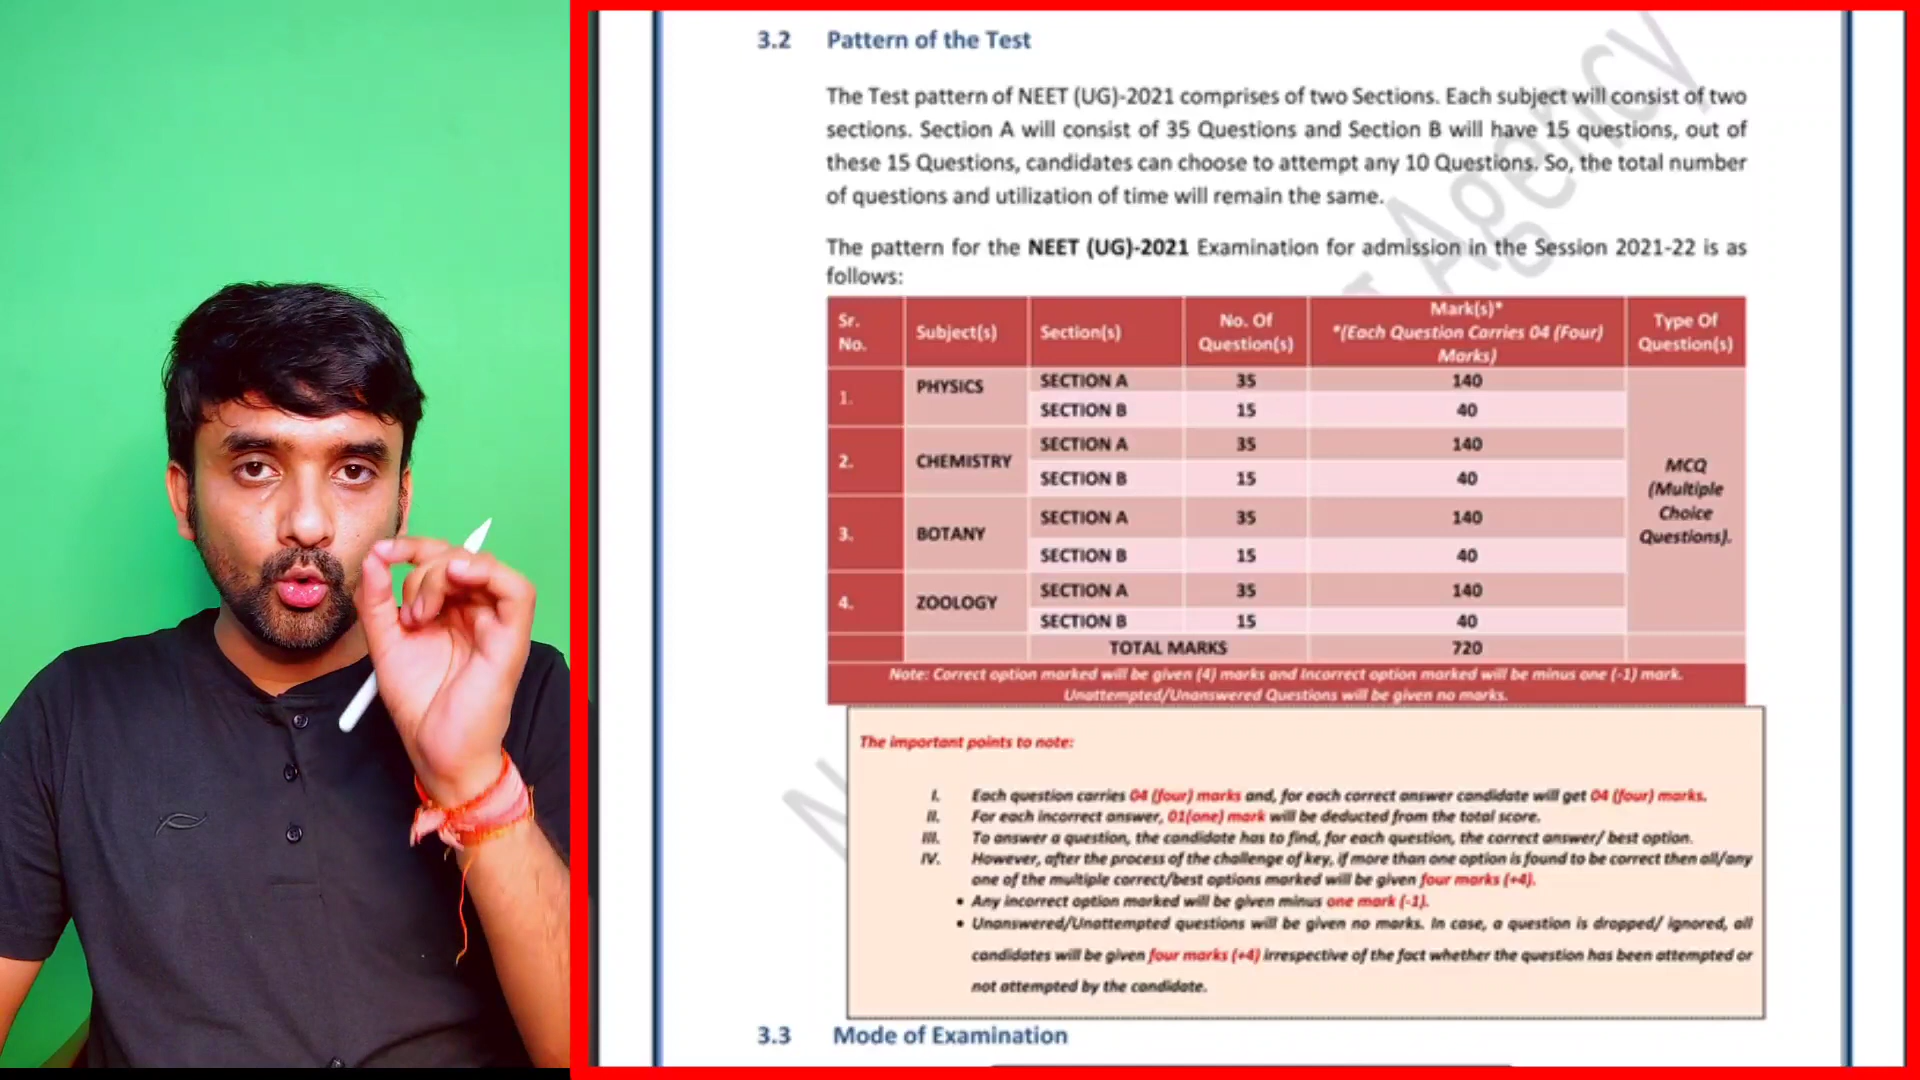 3.2 Pattern of the Test
The Test pattern of NEET (UG)-2021 comprises of two Sections. Each subject will consist of two
sections. Section A will consist of 35 Questions and Section B will have 15 questions, out of
these 15 Questions, candidates can choose to attempt any 10 Questions. So, the total number
of questions and utilization of time will remain the same.
The pattern for the NEET (UG)-2021 Examination for admission in the Session 2021-22 is as
follows:
Sr. No. Subject(s) Section(s) No. Of Question(s) Mark(s)* *(Each Question Carries 04 (Four) Marks) Type Of Question(s)
1. PHYSICS SECTION A 35 140
SECTION B 15 40
2. CHEMISTRY SECTION A 35 140
SECTION B 15 40
MCQ (Multiple Choice Questions).
3. BOTANY SECTION A 35 140
SECTION B 15 40
4. ZOOLOGY SECTION A 35 140
SECTION B 15 40
TOTAL MARKS 720
Note: Correct option marked will be given (4) marks and Incorrect option marked will be minus one (-1) mark.
Unattempted/Unanswered Questions will be given no marks.
The important points to note:
I. Each question carries 04 (four) marks and, for each correct answer candidate will get 04 (four) marks.
II. For each incorrect answer, 01(one) mark will be deducted from the total score.
III. To answer a question, the candidate has to find, for each question, the correct answer/ best option.
IV. However, after the process of the challenge of key, if more than one option is found to be correct then all/any
one of the multiple correct/best options marked will be given four marks (+4).
• Any incorrect option marked will be given minus one mark (-1).
• Unanswered/Unattempted questions will be given no marks. In case, a question is dropped/ ignored, all
candidates will be given four marks (+4) irrespective of the fact whether the question has been attempted or
not attempted by the candidate.
3.3 Mode of Examination
Agency